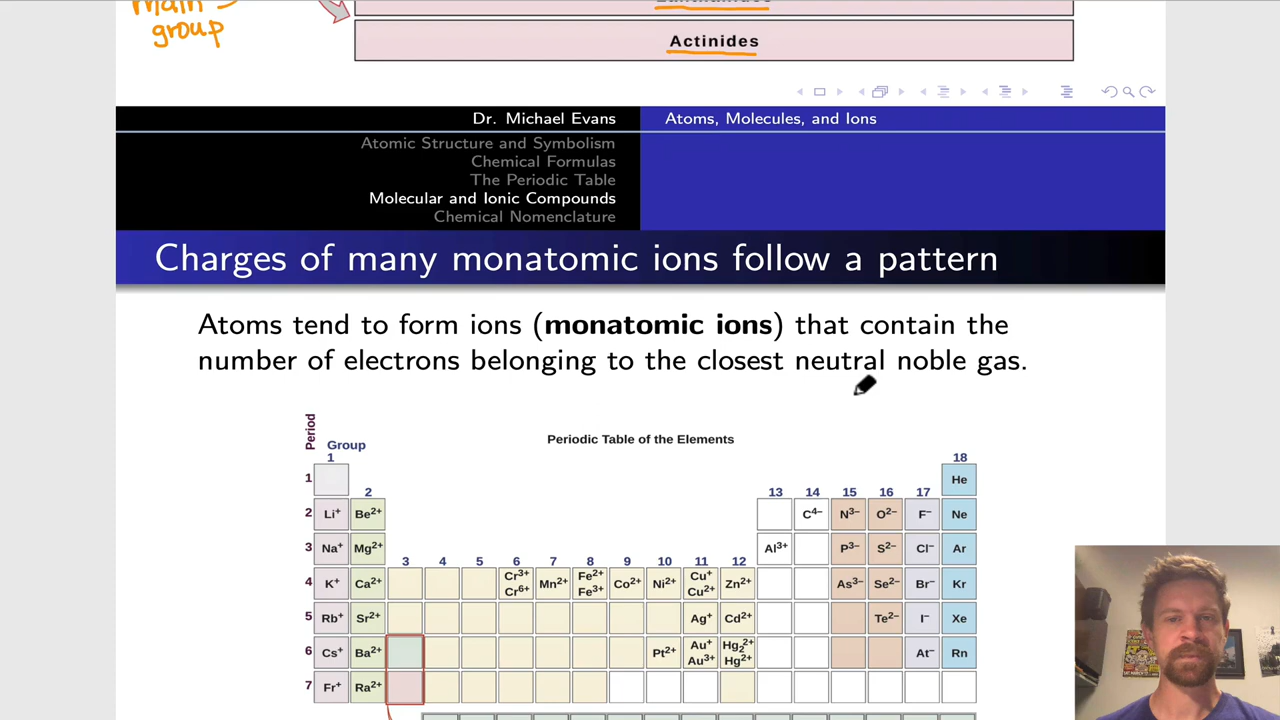 main
group
Lanthanides
Actinides
Dr. Michael Evans
Atoms, Molecules, and Ions
Atomic Structure and Symbolism
Chemical Formulas
The Periodic Table
Molecular and Ionic Compounds
Chemical Nomenclature
Charges of many monatomic ions follow a pattern
Atoms tend to form ions (monatomic ions) that contain the
number of electrons belonging to the closest neutral noble gas.
Period
Periodic Table of the Elements
Group
1 18
1 He
2 13 14 15 16 17
2 Li⁺ Be²⁺ C⁴⁻ N³⁻ O²⁻ F⁻ Ne
3 Na⁺ Mg²⁺ Al³⁺ P³⁻ S²⁻ Cl⁻ Ar
3 4 5 6 7 8 9 10 11 12
4 K⁺ Ca²⁺ Cr³⁺ Cr⁶⁺ Mn²⁺ Fe²⁺ Fe³⁺ Co²⁺ Ni²⁺ Cu⁺ Cu²⁺ Zn²⁺ As³⁻ Se²⁻ Br⁻ Kr
5 Rb⁺ Sr²⁺ Ag⁺ Cd²⁺ Te²⁻ I⁻ Xe
6 Cs⁺ Ba²⁺ Pt²⁺ Au⁺ Au³⁺ Hg₂²⁺ Hg²⁺ At⁻ Rn
7 Fr⁺ Ra²⁺